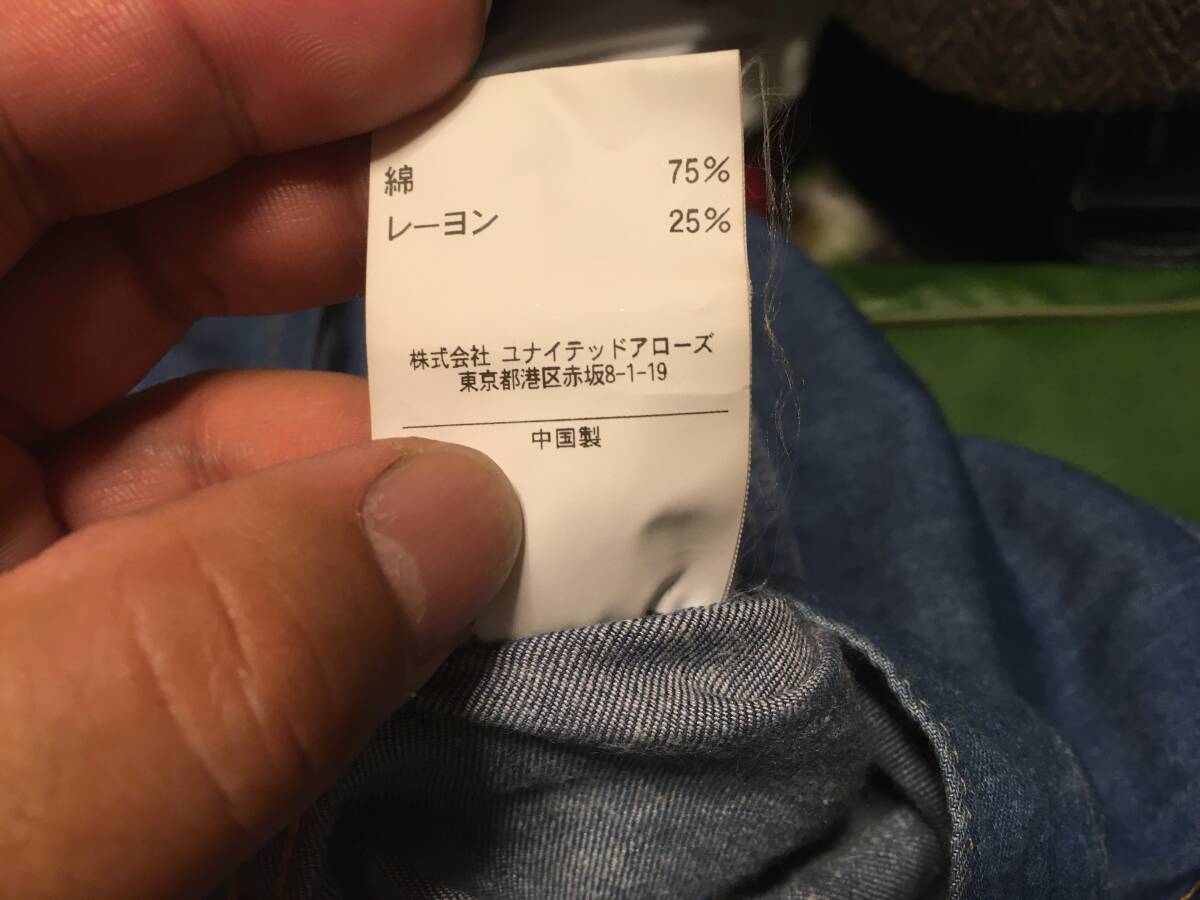 綿 75%
レーヨン 25%
株式会社 ユナイテッドアローズ
東京都港区赤坂8-1-19
中国製